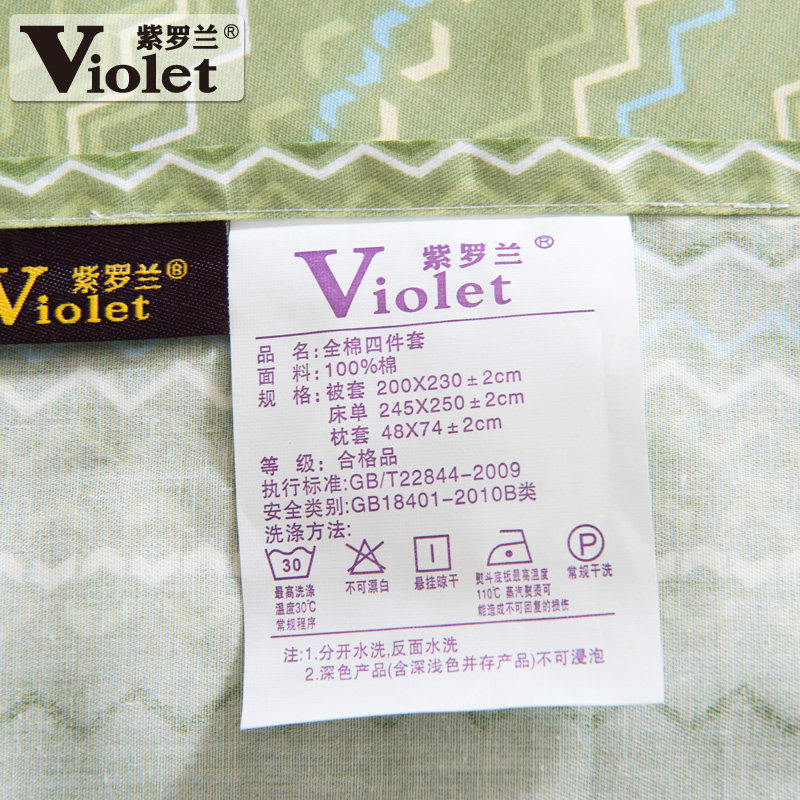 紫罗兰®
Violet
紫罗兰®
Violet
紫罗兰®
Violet
品 名:全棉四件套
面 料:100%棉
规 格:被套 200X230±2cm
床单 245X250±2cm
枕套 48X74±2cm
等 级:合格品
执行标准:GB/T22844-2009
安全类别:GB18401-2010B类
洗涤方法:
30
P
最高洗涤
温度30℃
常规程序
不可漂白
悬挂晾干
熨斗底板最高温度
110℃ 蒸汽熨烫可
能造成不可回复的损伤
常规干洗
注:1.分开水洗,反面水洗
2.深色产品(含深浅色并存产品)不可浸泡